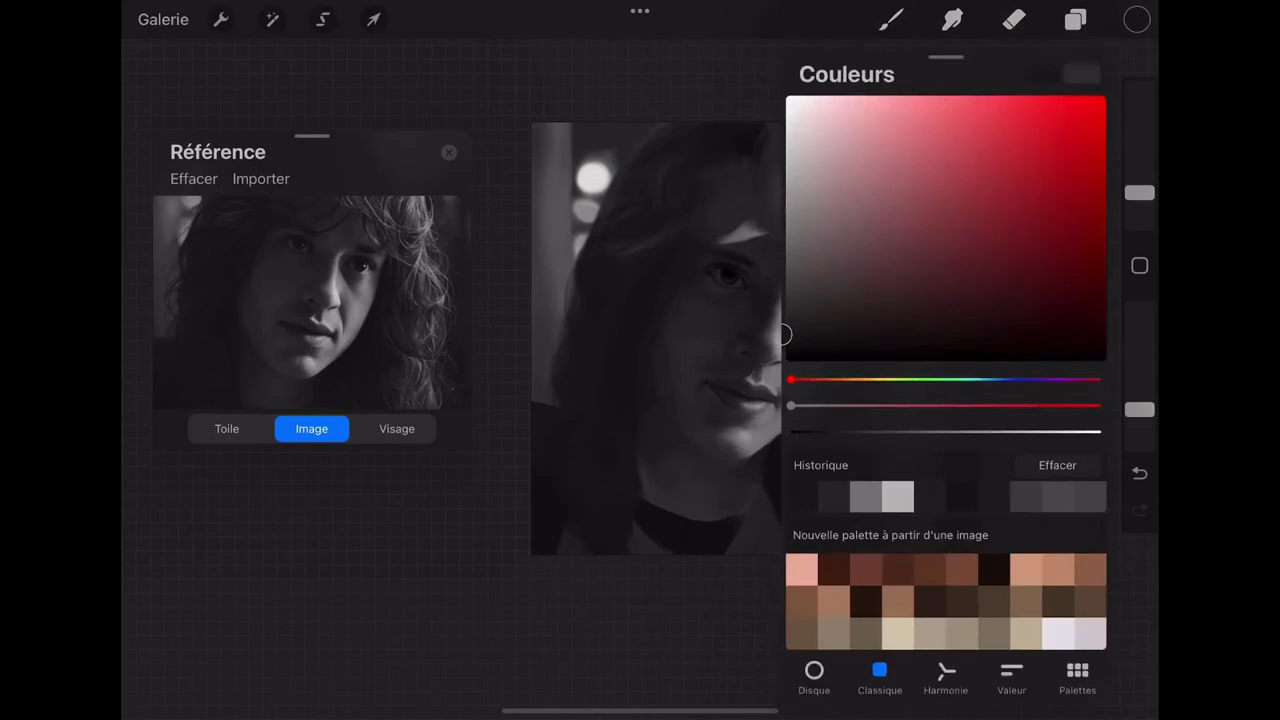 Galerie
Couleurs
Référence
Effacer Importer
Toile Image Visage
Historique Effacer
Nouvelle palette à partir d'une image
Disque Classique Harmonie Valeur Palettes